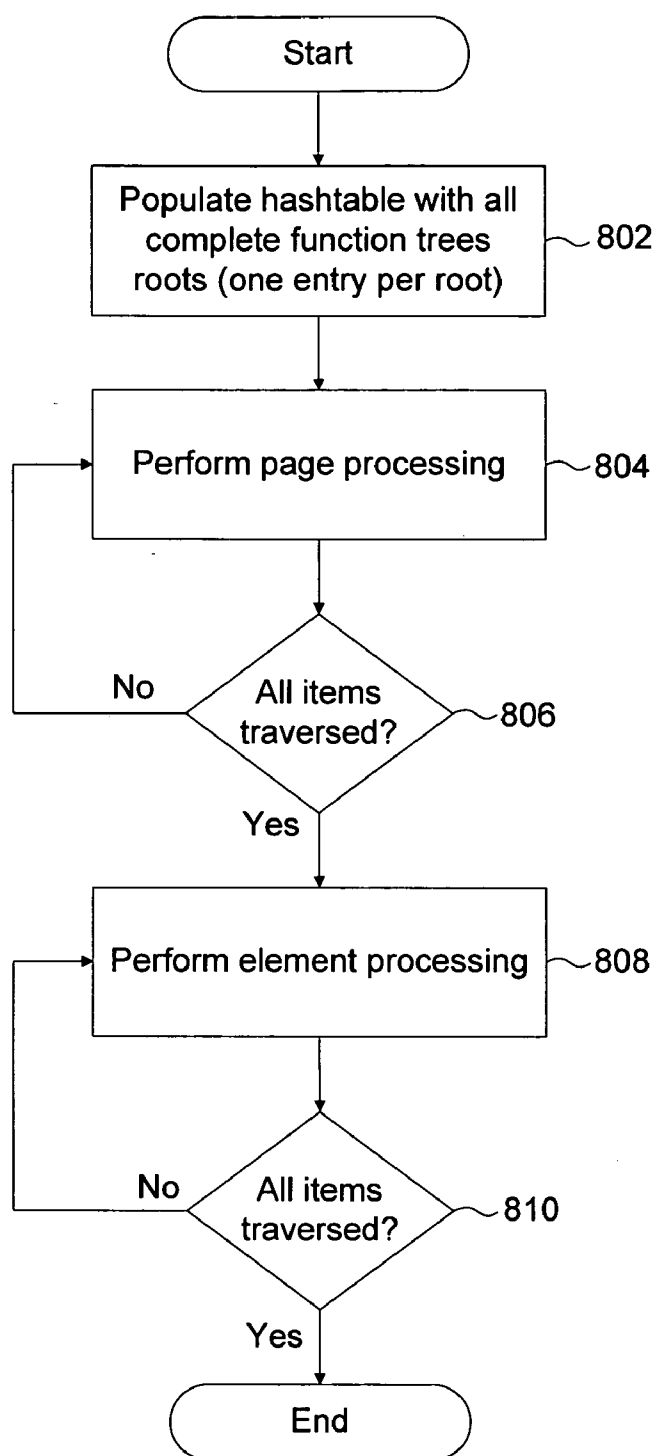 Start
Populate hashtable with all
complete function trees
roots (one entry per root)
802
Perform page processing
804
No
All items
traversed?
806
Yes
Perform element processing
808
No
All items
traversed?
810
Yes
End